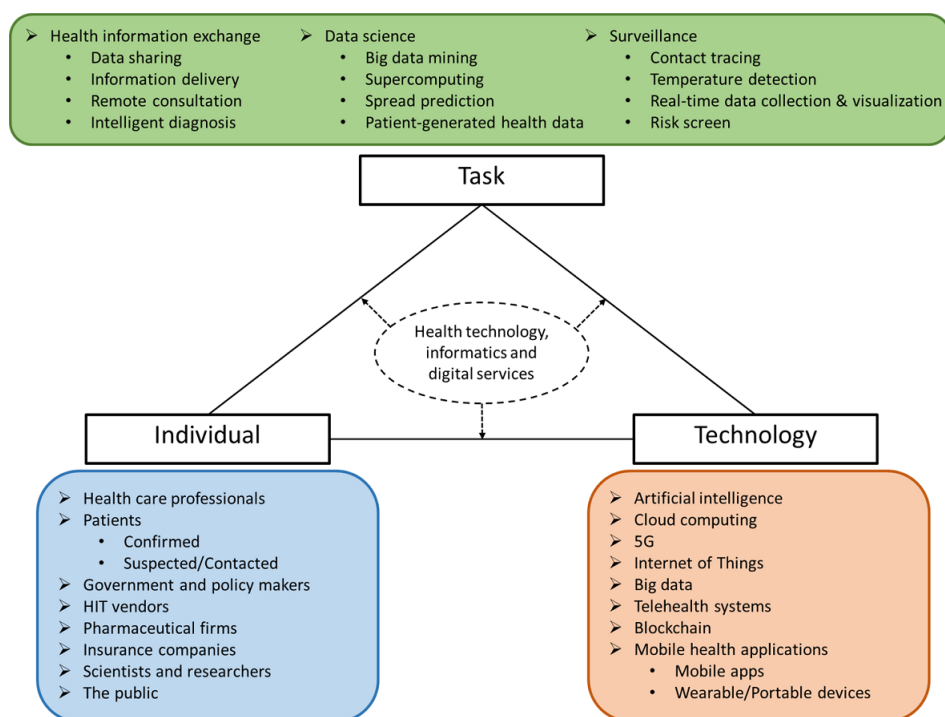 ➢ Health information exchange
• Data sharing
• Information delivery
• Remote consultation
• Intelligent diagnosis
➢ Data science
• Big data mining
• Supercomputing
• Spread prediction
• Patient-generated health data
➢ Surveillance
• Contact tracing
• Temperature detection
• Real-time data collection & visualization
• Risk screen
Task
Health technology,
informatics and
digital services
Individual
Technology
➢ Health care professionals
➢ Patients
• Confirmed
• Suspected/Contacted
➢ Government and policy makers
➢ HIT vendors
➢ Pharmaceutical firms
➢ Insurance companies
➢ Scientists and researchers
➢ The public
➢ Artificial intelligence
➢ Cloud computing
➢ 5G
➢ Internet of Things
➢ Big data
➢ Telehealth systems
➢ Blockchain
➢ Mobile health applications
• Mobile apps
• Wearable/Portable devices